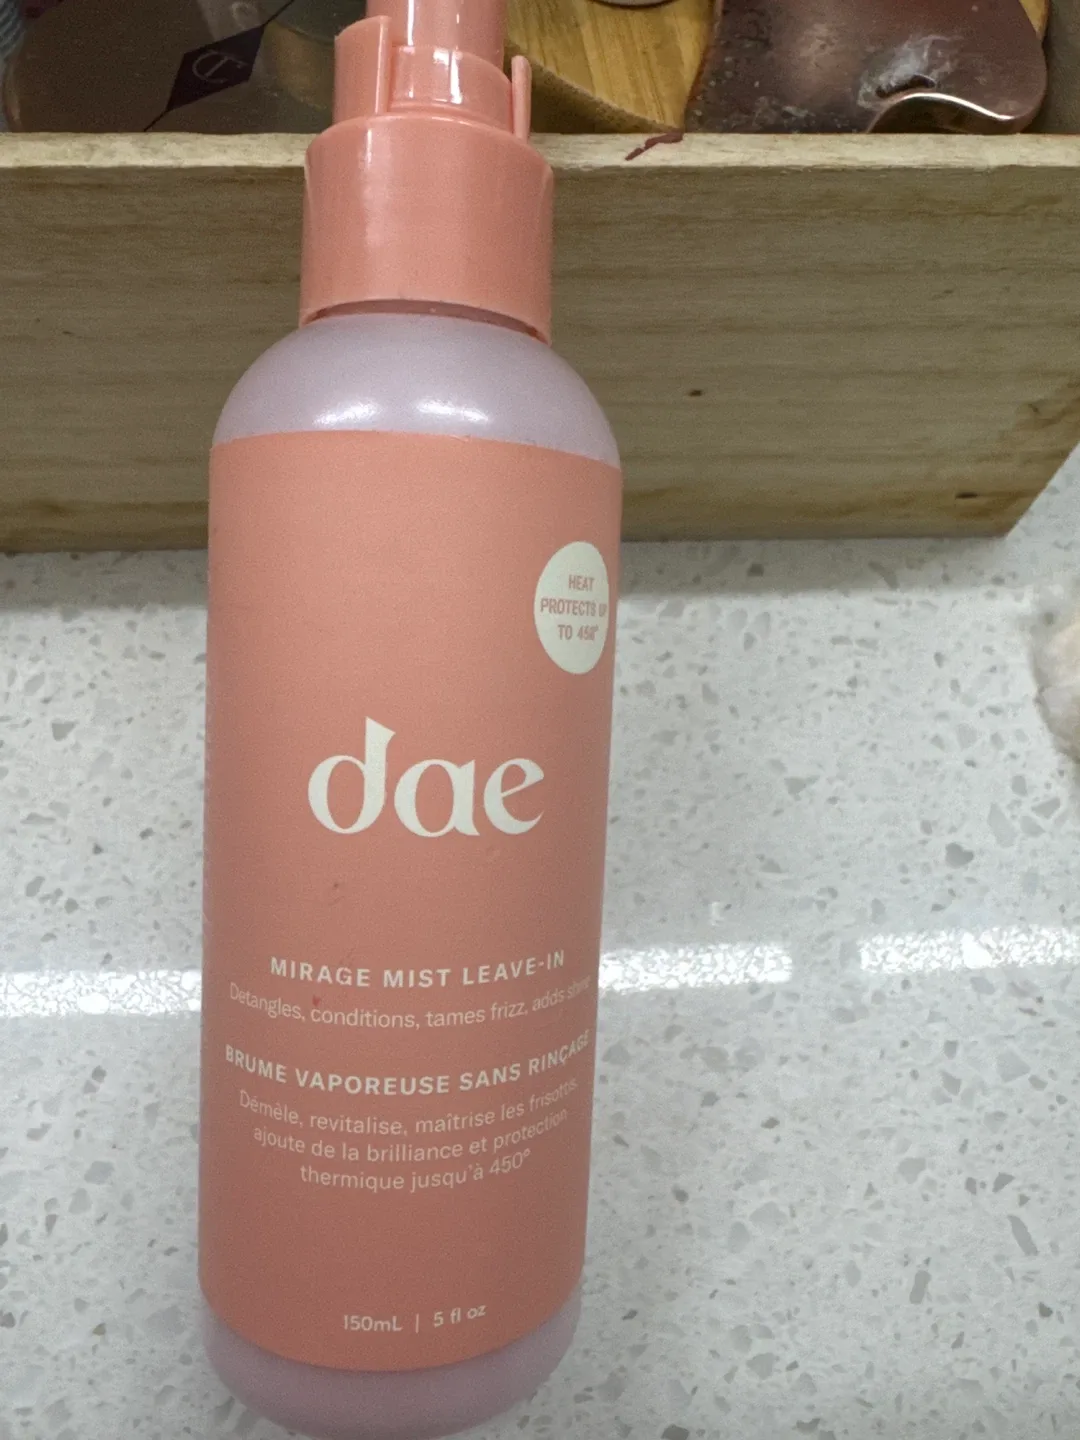 HEAT
PROTECTS UP
TO 450°
dae
MIRAGE MIST LEAVE-IN
Detangles, conditions, tames frizz, adds shine
BRUME VAPOREUSE SANS RINÇAGE
Démêle, revitalise, maîtrise les frisottis
ajoute de la brilliance et protection
thermique jusqu'à 450°
150mL | 5 fl oz